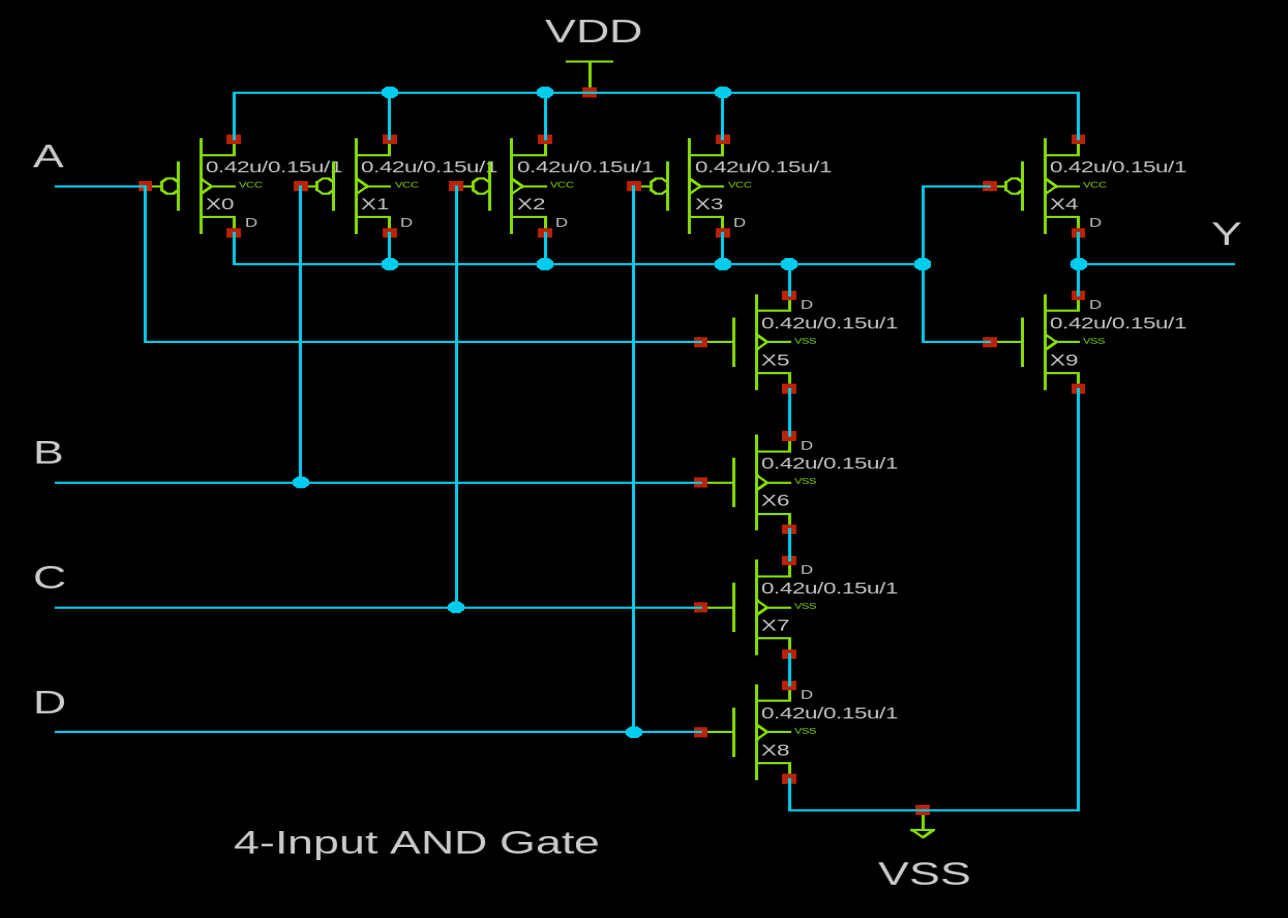 VDD
A
0.42u/0.15u/1
0.42u/0.15u/1
0.42u/0.15u/1
0.42u/0.15u/1
0.42u/0.15u/1
VCC
VCC
VCC
VCC
VCC
X0
X1
X2
X3
X4
D
D
D
D
D
Y
D
D
0.42u/0.15u/1
0.42u/0.15u/1
VSS
VSS
X5
X9
B
D
0.42u/0.15u/1
VSS
X6
C
D
0.42u/0.15u/1
VSS
X7
D
D
0.42u/0.15u/1
VSS
X8
4-Input AND Gate
VSS